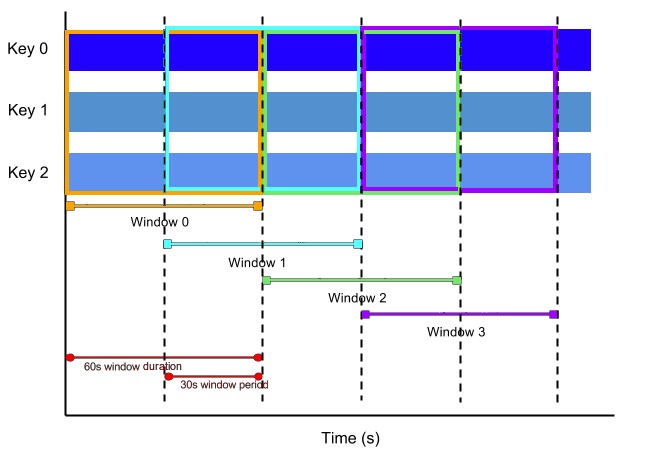 Key 0
Key 1
Key 2
Window 0
Window 1
Window 2
Window 3
60s window duration
30s window period
Time (s)